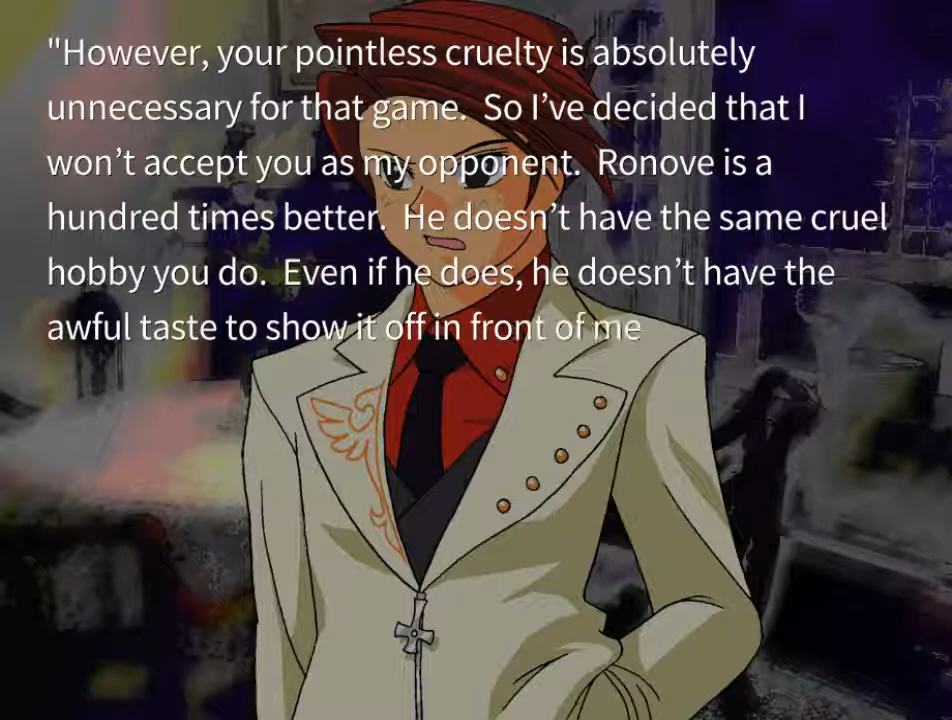 "However, your pointless cruelty is absolutely
unnecessary for that game.  So I’ve decided that I
won’t accept you as my opponent.  Ronove is a
hundred times better.  He doesn’t have the same cruel
hobby you do.  Even if he does, he doesn’t have the
awful taste to show it off in front of me